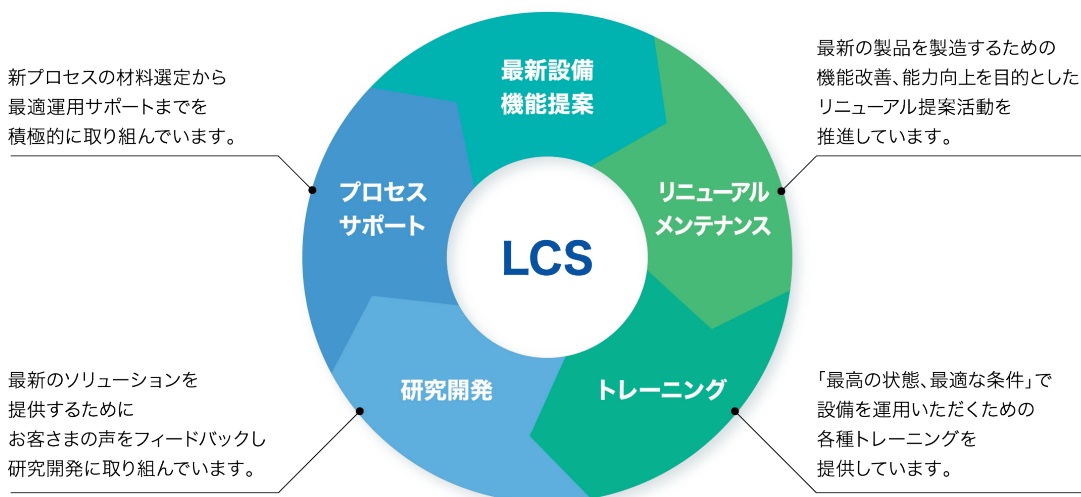 最新設備
機能提案
リニューアル
メンテナンス
トレーニング
研究開発
プロセス
サポート
LCS
新プロセスの材料選定から
最適運用サポートまでを
積極的に取り組んでいます。
最新の製品を製造するための
機能改善、能力向上を目的とした
リニューアル提案活動を
推進しています。
最新のソリューションを
提供するために
お客さまの声をフィードバックし
研究開発に取り組んでいます。
「最高の状態、最適な条件」で
設備を運用いただくための
各種トレーニングを
提供しています。